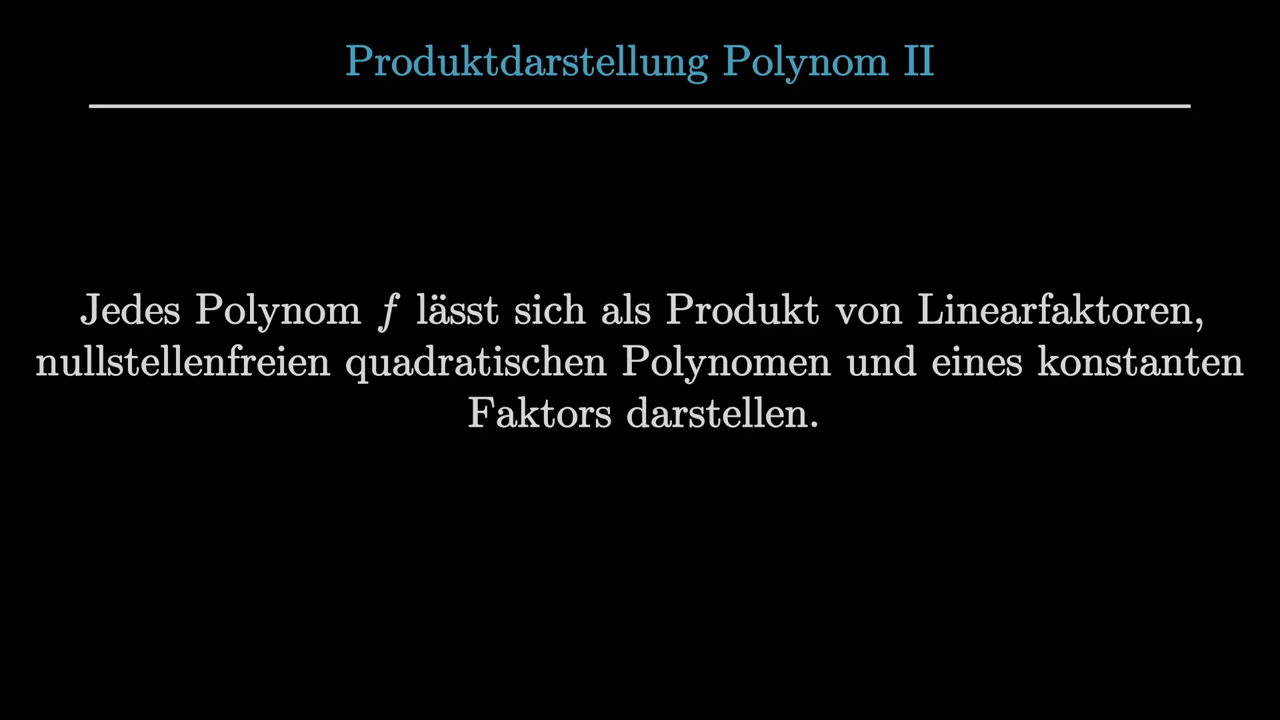 Produktdarstellung Polynom II
Jedes Polynom f lässt sich als Produkt von Linearfaktoren,
nullstellenfreien quadratischen Polynomen und eines konstanten
Faktors darstellen.